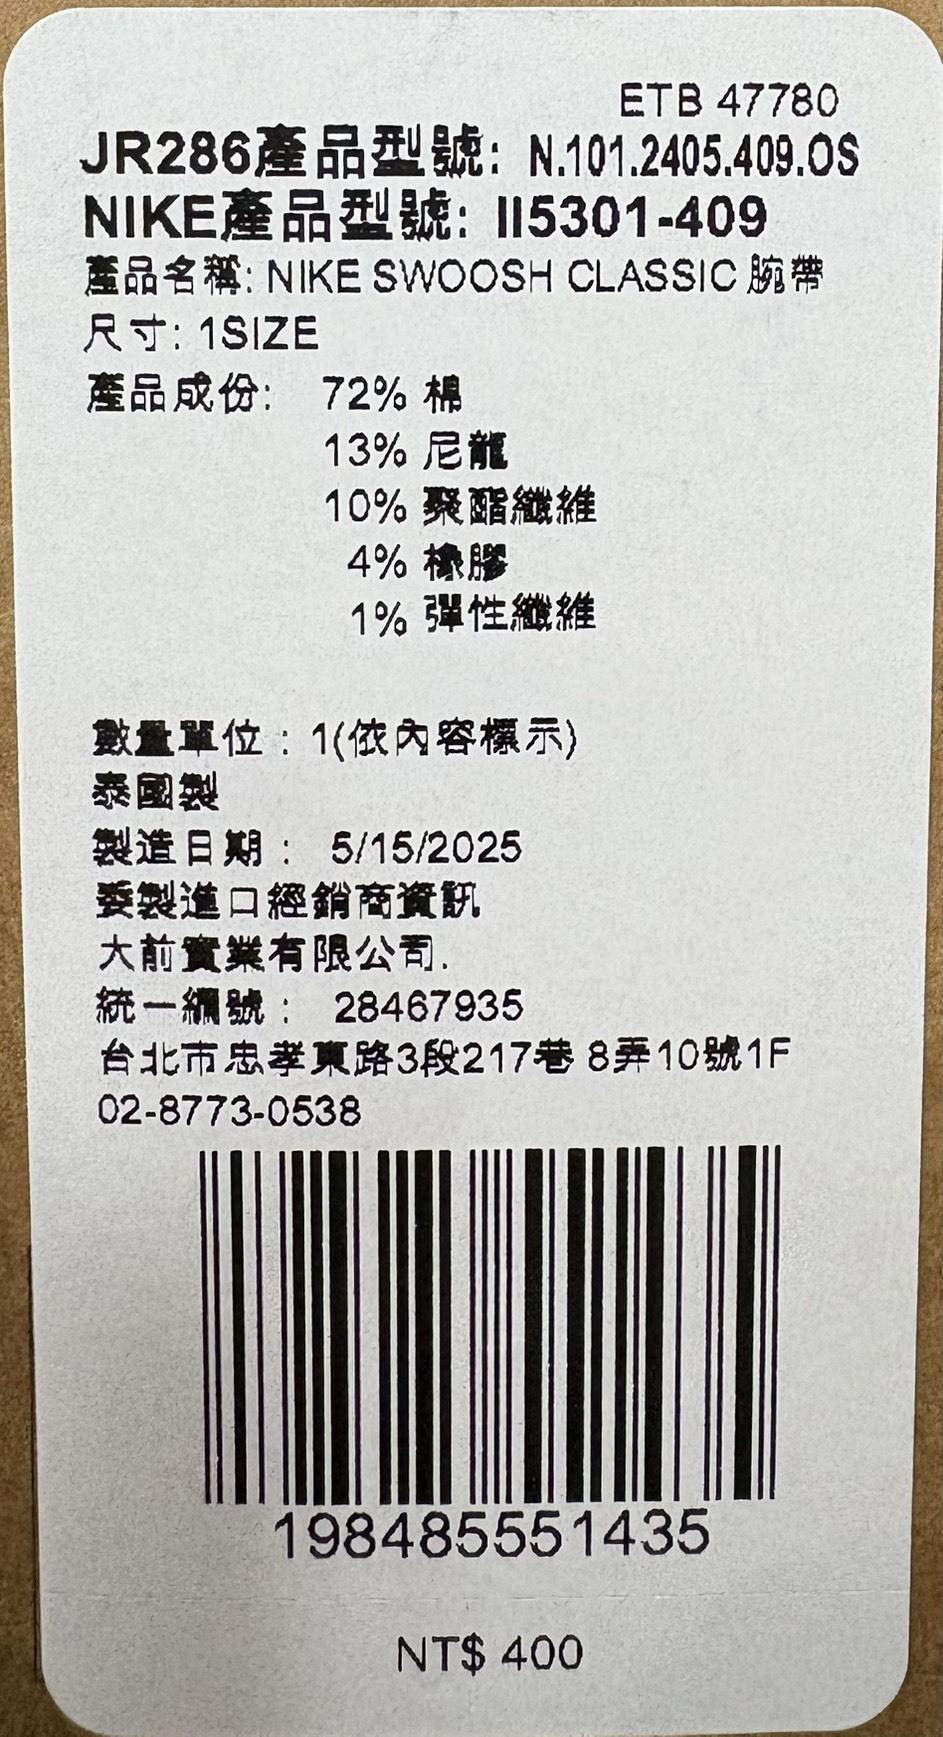 ETB 47780
JR286產品型號: N.101.2405.409.OS
NIKE產品型號: II5301-409
產品名稱: NIKE SWOOSH CLASSIC 腕帶
尺寸: 1SIZE
產品成份: 72% 棉
13% 尼龍
10% 聚酯纖維
4% 橡膠
1% 彈性纖維
數量單位 : 1(依內容標示)
泰國製
製造日期 : 5/15/2025
委製進口經銷商資訊
大前實業有限公司.
統一編號 : 28467935
台北市忠孝東路3段217巷 8弄10號1F
02-8773-0538
198485551435
NT$ 400